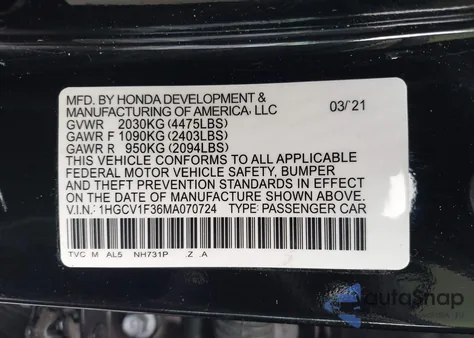 MFD. BY HONDA DEVELOPMENT &
MANUFACTURING OF AMERICA, LLC 03/21
GVWR 2030KG (4475LBS)
GAWR F 1090KG (2403LBS)
GAWR R 950KG (2094LBS)
THIS VEHICLE CONFORMS TO ALL APPLICABLE
FEDERAL MOTOR VEHICLE SAFETY, BUMPER
AND THEFT PREVENTION STANDARDS IN EFFECT
ON THE DATE OF MANUFACTURE SHOWN ABOVE.
V.I.N.: 1HGCV1F36MA070724 TYPE: PASSENGER CAR
TVC M AL5 NH731P .Z .A
autoSnap